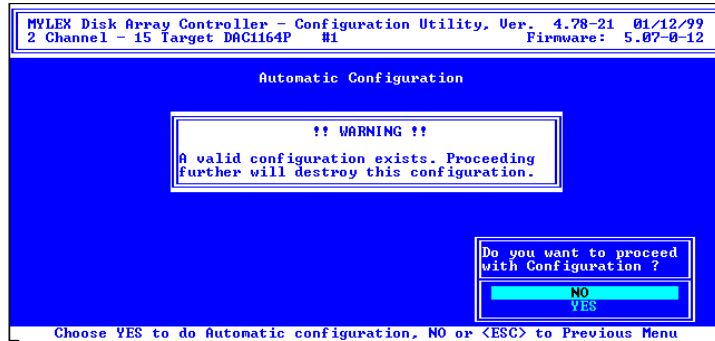 MYLEX Disk Array Controller - Configuration Utility, Ver. 4.78-21 01/12/99
2 Channel - 15 Target DAC1164P #1 Firmware: 5.07-0-12
Automatic Configuration
!! WARNING !!
A valid configuration exists. Proceeding
further will destroy this configuration.
Do you want to proceed
with Configuration ?
NO
YES
Choose YES to do Automatic configuration, NO or <ESC> to Previous Menu